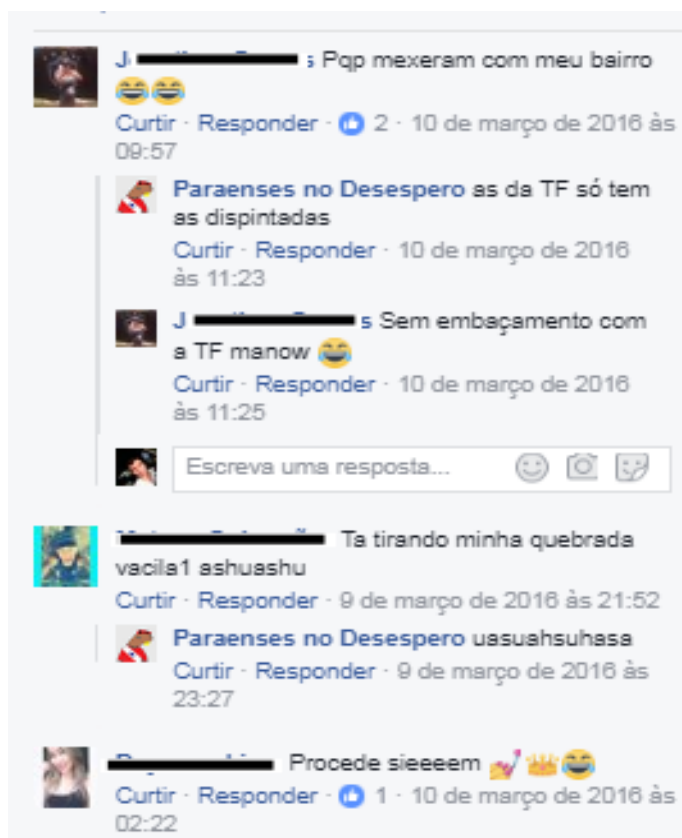 Pqp mexeram com meu bairro
😂😂
Curtir · Responder · 2 · 10 de março de 2016 às
09:57
Paraenses no Desespero as da TF só tem
as dispintadas
Curtir · Responder · 10 de março de 2016
às 11:23
J s Sem embaçamento com
a TF manow 😂
Curtir · Responder · 10 de março de 2016
às 11:25
Escreva uma resposta...
Ta tirando minha quebrada
vacila1 ashuashu
Curtir · Responder · 9 de março de 2016 às 21:52
Paraenses no Desespero uasuahsuhasa
Curtir · Responder · 9 de março de 2016 às
23:27
Procede sieeeem 💅👑😂
Curtir · Responder · 1 · 10 de março de 2016 às
02:22